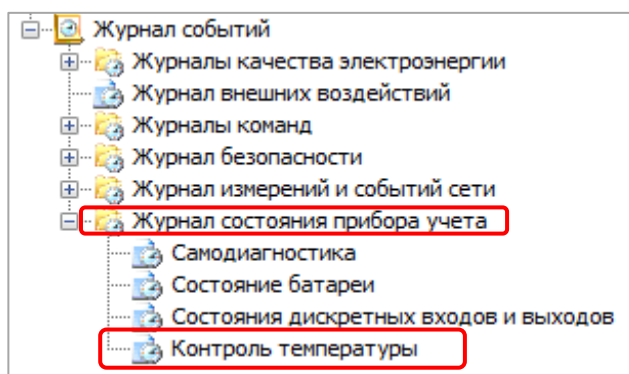 Журнал событий
Журналы качества электроэнергии
Журнал внешних воздействий
Журналы команд
Журнал безопасности
Журнал измерений и событий сети
Журнал состояния прибора учета
Самодиагностика
Состояние батареи
Состояния дискретных входов и выходов
Контроль температуры